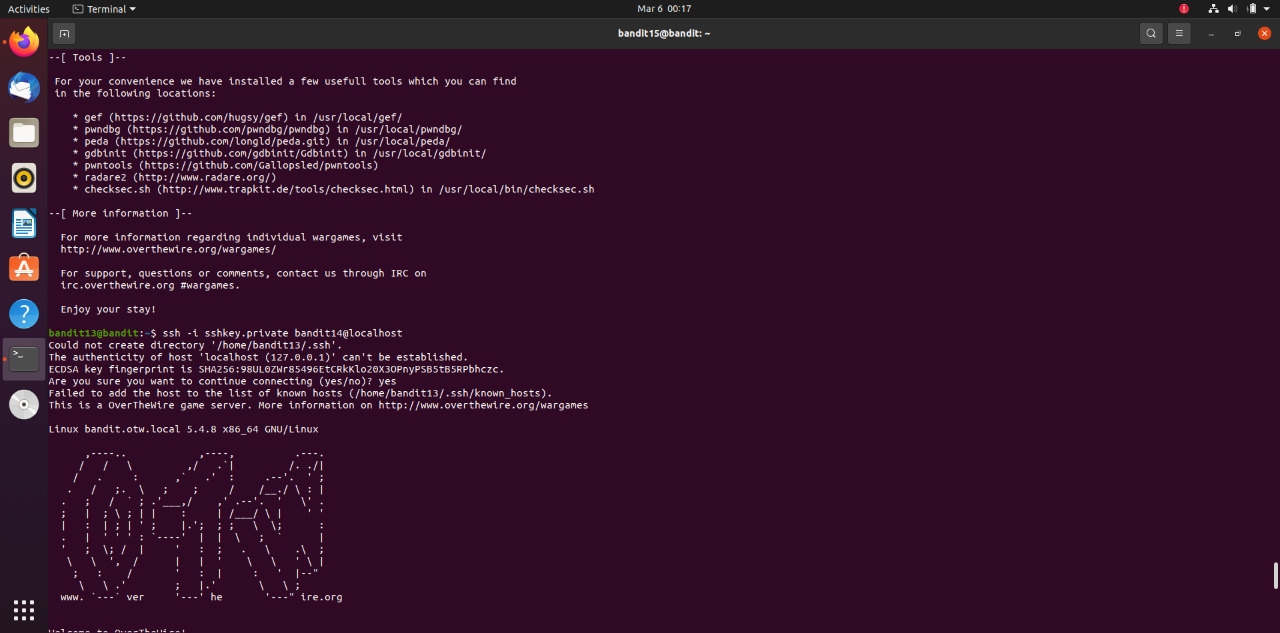 Activities
Terminal
Mar 6 00:17
bandit15@bandit: ~
--[ Tools ]--
For your convenience we have installed a few usefull tools which you can find
in the following locations:
* gef (https://github.com/hugsy/gef) in /usr/local/gef/
* pwndbg (https://github.com/pwndbg/pwndbg) in /usr/local/pwndbg/
* peda (https://github.com/longld/peda.git) in /usr/local/peda/
* gdbinit (https://github.com/gdbinit/Gdbinit) in /usr/local/gdbinit/
* pwntools (https://github.com/Gallopsled/pwntools)
* radare2 (http://www.radare.org/)
* checksec.sh (http://www.trapkit.de/tools/checksec.html) in /usr/local/bin/checksec.sh
--[ More information ]--
For more information regarding individual wargames, visit
http://www.overthewire.org/wargames/
For support, questions or comments, contact us through IRC on
irc.overthewire.org #wargames.
Enjoy your stay!
bandit13@bandit:~$ ssh -i sshkey.private bandit14@localhost
Could not create directory '/home/bandit13/.ssh'.
The authenticity of host 'localhost (127.0.0.1)' can't be established.
ECDSA key fingerprint is SHA256:98UL0ZWr85496EtCRkKlo20X3OPnyPSB5tB5RPbhczc.
Are you sure you want to continue connecting (yes/no)? yes
Failed to add the host to the list of known hosts (/home/bandit13/.ssh/known_hosts).
This is a OverTheWire game server. More information on http://www.overthewire.org/wargames
Linux bandit.otw.local 5.4.8 x86_64 GNU/Linux
www. `---` ver '---' he '---" ire.org
Welcome to OverTheWire!